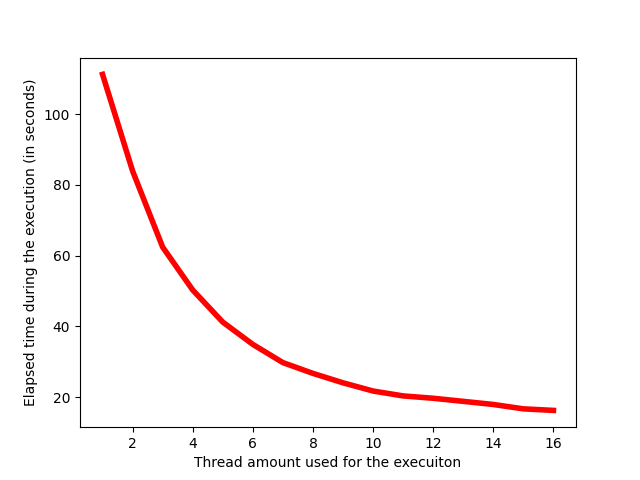 Elapsed time during the execution (in seconds)
100
80
60
40
20
2 4 6 8 10 12 14 16
Thread amount used for the execuiton